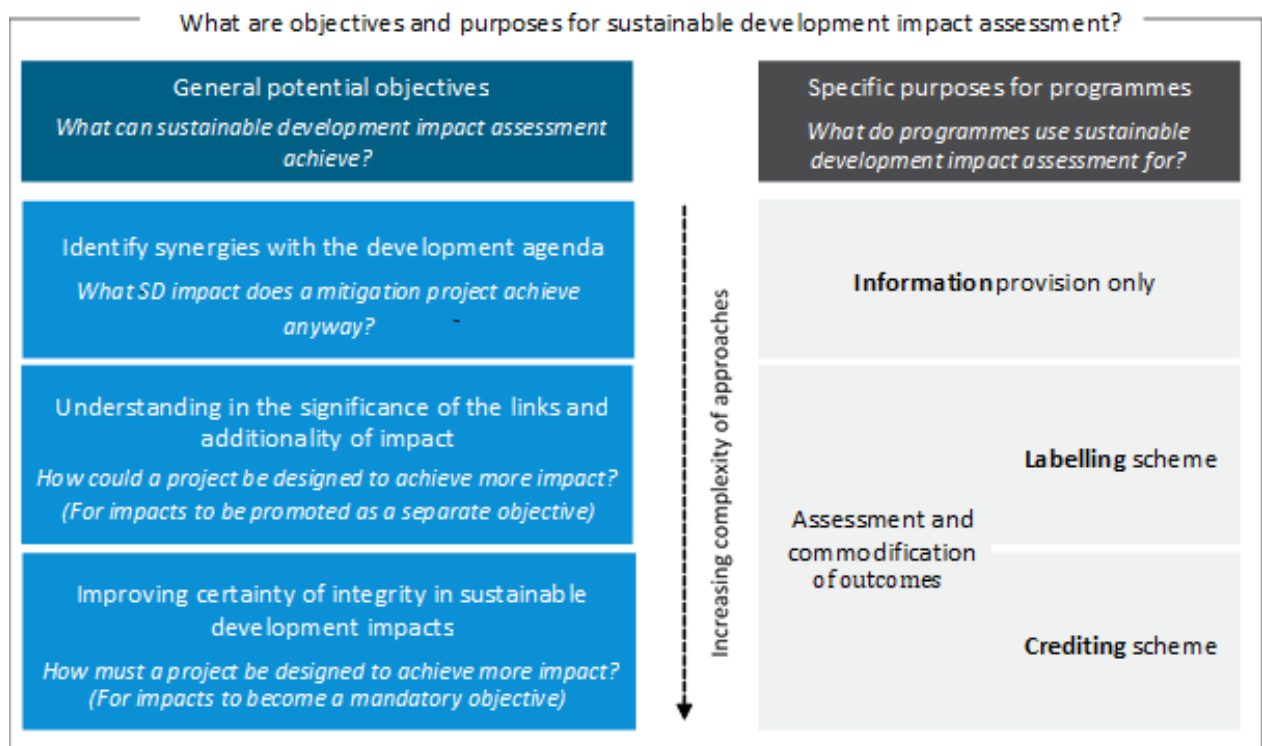 What are objectives and purposes for sustainable development impact assessment?
General potential objectives
What can sustainable development impact assessment
achieve?
Identify synergies with the development agenda
What SD impact does a mitigation project achieve
anyway?
Understanding in the significance of the links and
additionality of impact
How could a project be designed to achieve more impact?
(For impacts to be promoted as a separate objective)
Improving certainty of integrity in sustainable
development impacts
How must a project be designed to achieve more impact?
(For impacts to become a mandatory objective)
Increasing complexity of approaches
Specific purposes for programmes
What do programmes use sustainable
development impact assessment for?
Information provision only
Labelling scheme
Assessment and
commodification
of outcomes
Crediting scheme